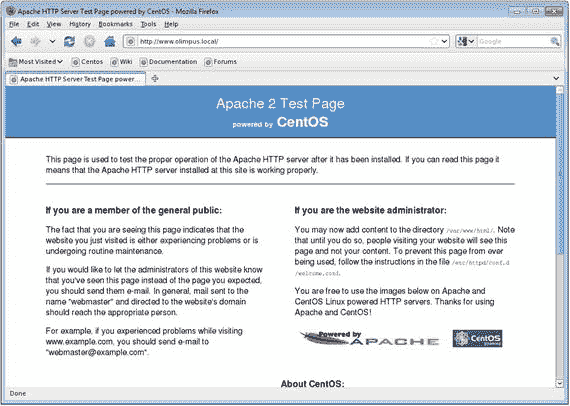 Apache HTTP Server Test Page powered by CentOS - Mozilla Firefox
File Edit View History Bookmarks Tools Help
http://www.olimpus.local/
Google
Most Visited Centos Wiki Documentation Forums
Apache HTTP Server Test Page power...
Apache 2 Test Page
powered by CentOS
This page is used to test the proper operation of the Apache HTTP server after it has been installed. If you can read this page it
means that the Apache HTTP server installed at this site is working properly.
If you are a member of the general public:
The fact that you are seeing this page indicates that the
website you just visited is either experiencing problems or is
undergoing routine maintenance.
If you would like to let the administrators of this website know
that you've seen this page instead of the page you expected,
you should send them e-mail. In general, mail sent to the
name "webmaster" and directed to the website's domain
should reach the appropriate person.
For example, if you experienced problems while visiting
www.example.com, you should send e-mail to
"webmaster@example.com".
If you are the website administrator:
You may now add content to the directory /var/www/html/. Note
that until you do so, people visiting your website will see this
page and not your content. To prevent this page from ever
being used, follow the instructions in the file /etc/httpd/conf.d
/welcome.conf.
You are free to use the images below on Apache and
CentOS Linux powered HTTP servers. Thanks for using
Apache and CentOS!
Powered by
APACHE
CentOS
About CentOS:
Done